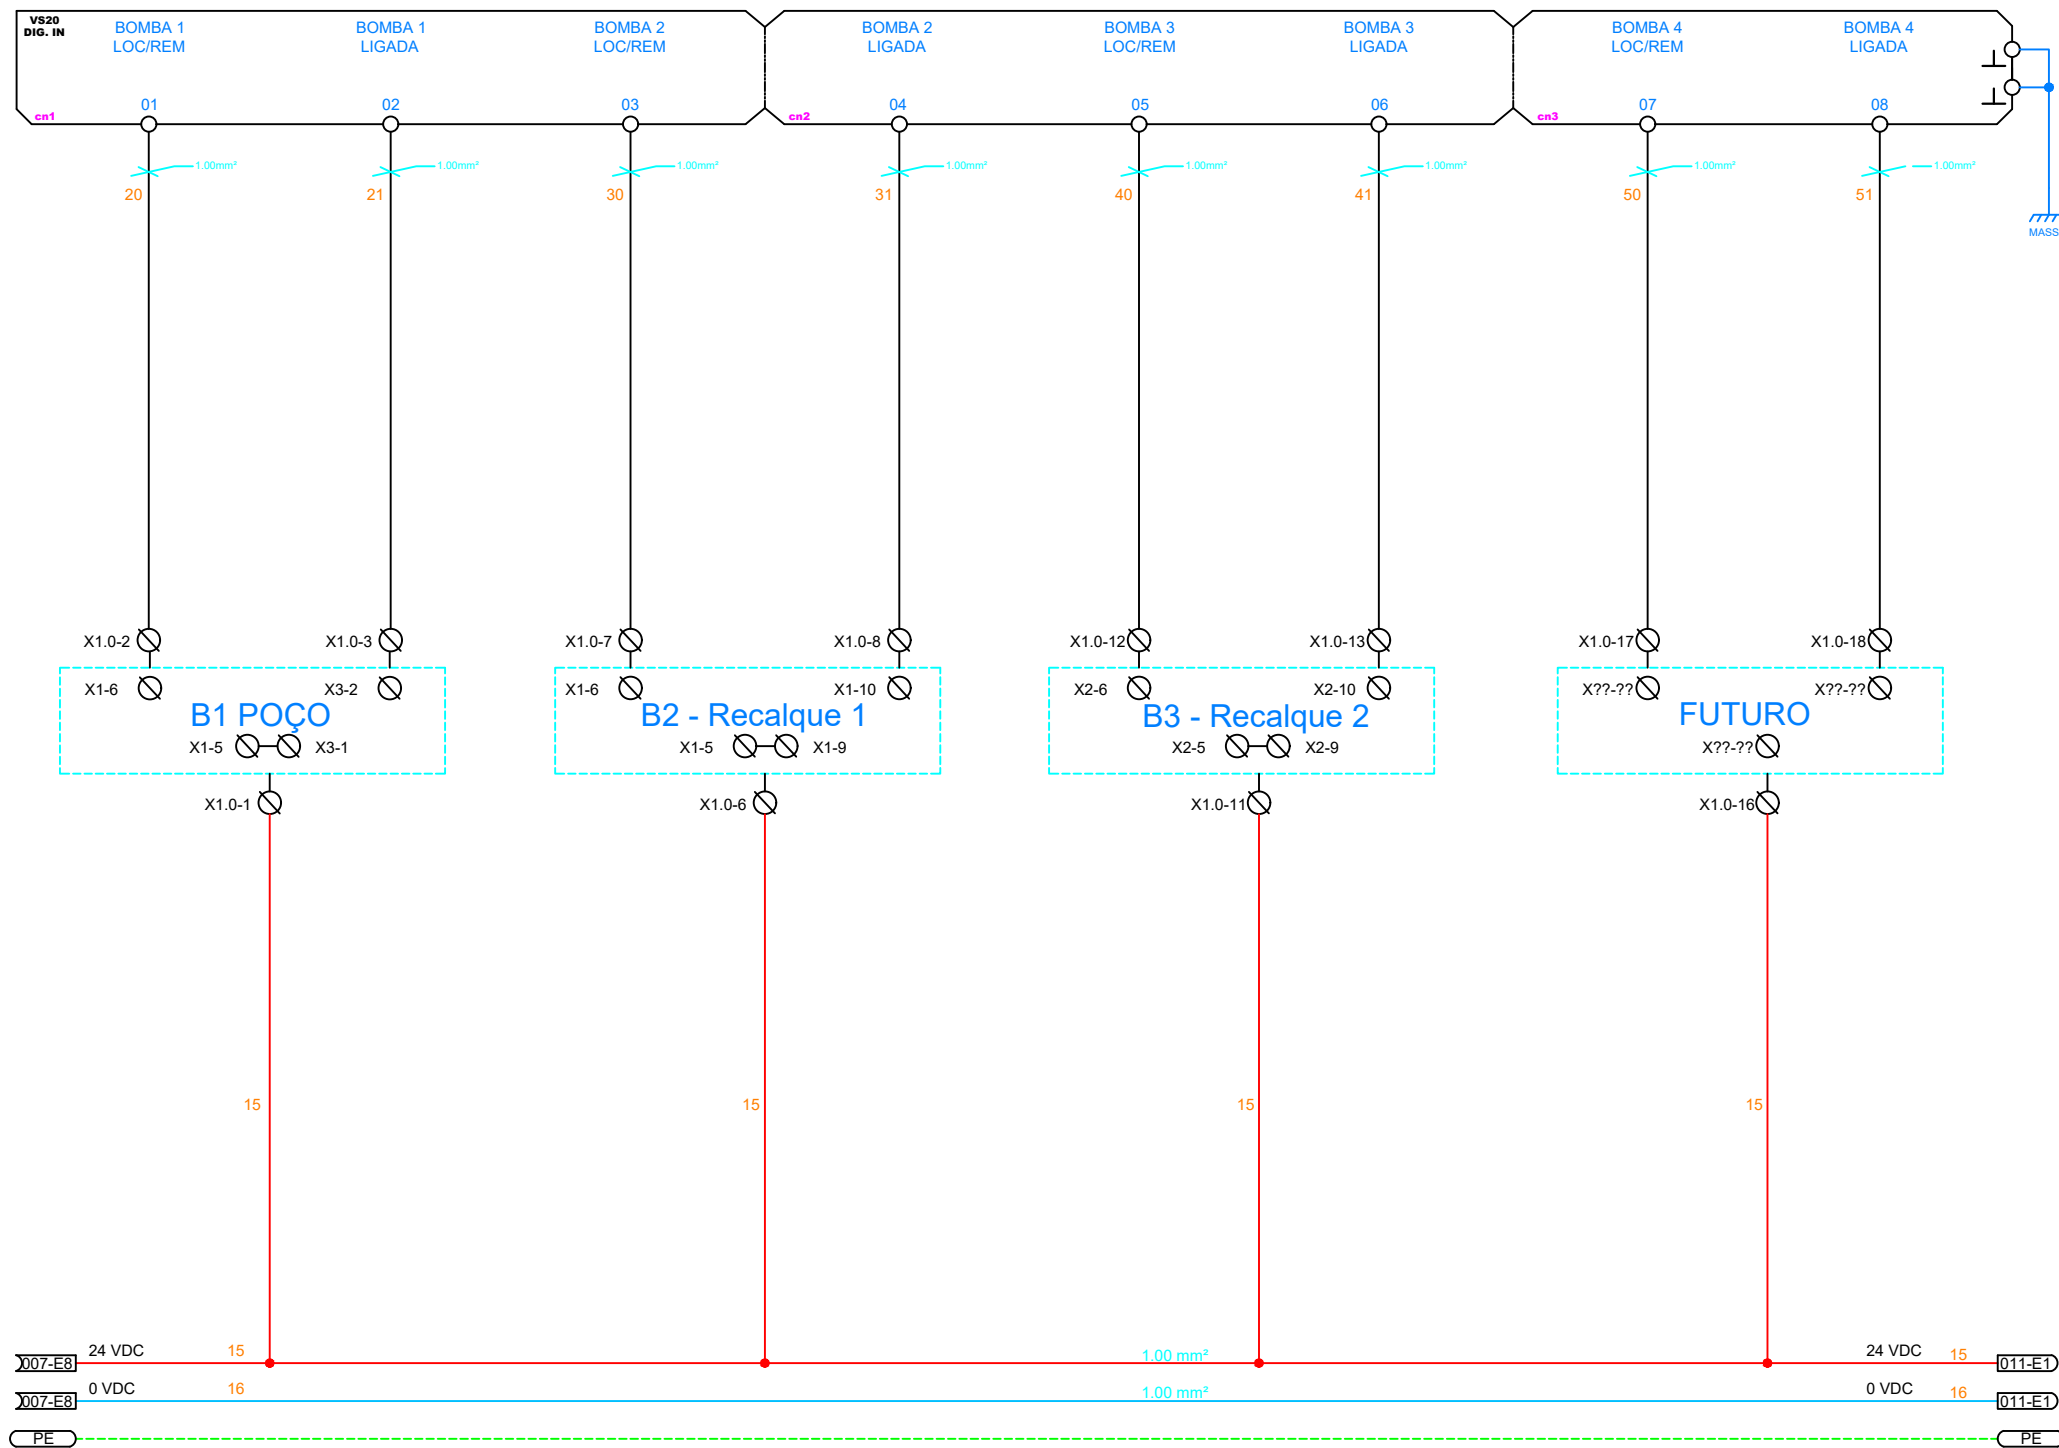 VS20
DIG. IN
BOMBA 1
LOC/REM
BOMBA 1
LIGADA
BOMBA 2
LOC/REM
BOMBA 2
LIGADA
BOMBA 3
LOC/REM
BOMBA 3
LIGADA
BOMBA 4
LOC/REM
BOMBA 4
LIGADA
cn1 01 02 03 cn2 04 05 06 cn3 07 08
1.00mm² 1.00mm² 1.00mm² 1.00mm² 1.00mm² 1.00mm² 1.00mm² 1.00mm²
20 21 30 31 40 41 50 51
MASS
X1.0-2 X1.0-3 X1.0-7 X1.0-8 X1.0-12 X1.0-13 X1.0-17 X1.0-18
X1-6 X3-2 X1-6 X1-10 X2-6 X2-10 X??-?? X??-??
B1 POÇO B2 - Recalque 1 B3 - Recalque 2 FUTURO
X1-5 X3-1 X1-5 X1-9 X2-5 X2-9 X??-??
X1.0-1 X1.0-6 X1.0-11 X1.0-16
15 15 15 15
007-E8 24 VDC 15 1.00 mm² 24 VDC 15 011-E1
007-E8 0 VDC 16 1.00 mm² 0 VDC 16 011-E1
PE PE